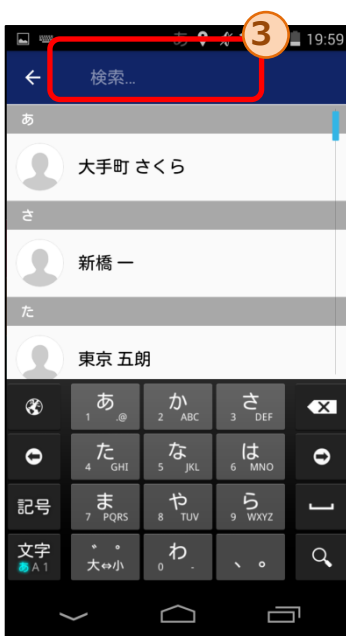 あ 19:59
③
検索...
あ
大手町 さくら
さ
新橋 一
た
東京 五朗
あ か さ
1 .@ 2 ABC 3 DEF
た な は
4 GHI 5 JKL 6 MNO
記号 ま や ら
7 PQRS 8 TUV 9 WXYZ
文字 ゛ ゜ わ 、 。
あ A 1 大⇔小 0 -